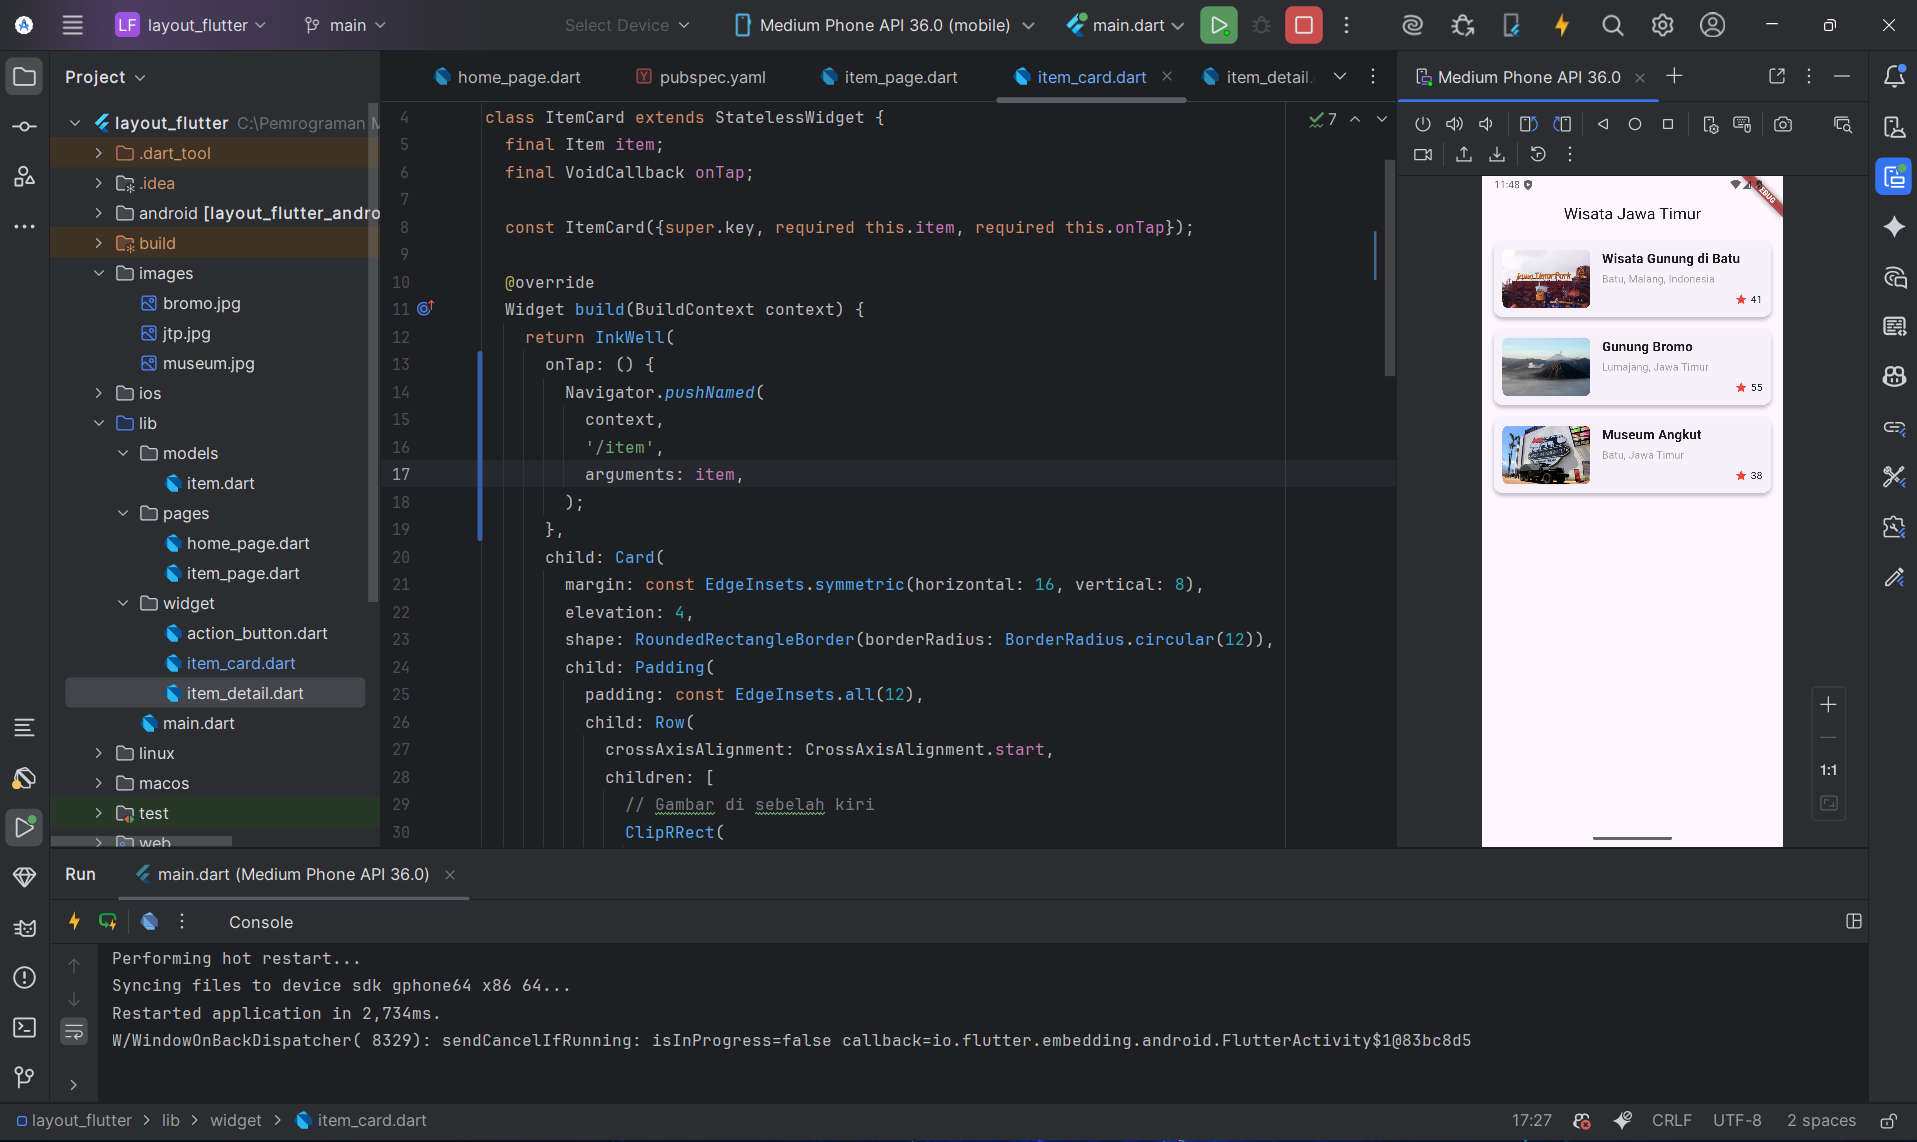 LF layout_flutter main Select Device Medium Phone API 36.0 (mobile) main.dart
Project
layout_flutter C:\Pemrograman M
.dart_tool
.idea
android [layout_flutter_andro
build
images
bromo.jpg
jtp.jpg
museum.jpg
ios
lib
models
item.dart
pages
home_page.dart
item_page.dart
widget
action_button.dart
item_card.dart
item_detail.dart
main.dart
linux
macos
test
web
home_page.dart pubspec.yaml item_page.dart item_card.dart item_detail.
7
4 class ItemCard extends StatelessWidget {
5 final Item item;
6 final VoidCallback onTap;
7
8 const ItemCard({super.key, required this.item, required this.onTap});
9
10 @override
11 Widget build(BuildContext context) {
12 return InkWell(
13 onTap: () {
14 Navigator.pushNamed(
15 context,
16 '/item',
17 arguments: item,
18 );
19 },
20 child: Card(
21 margin: const EdgeInsets.symmetric(horizontal: 16, vertical: 8),
22 elevation: 4,
23 shape: RoundedRectangleBorder(borderRadius: BorderRadius.circular(12)),
24 child: Padding(
25 padding: const EdgeInsets.all(12),
26 child: Row(
27 crossAxisAlignment: CrossAxisAlignment.start,
28 children: [
29 // Gambar di sebelah kiri
30 ClipRRect(
Medium Phone API 36.0
11:48
Wisata Jawa Timur
Wisata Gunung di Batu
Batu, Malang, Indonesia
41
Gunung Bromo
Lumajang, Jawa Timur
55
Museum Angkut
Batu, Jawa Timur
38
1:1
Run main.dart (Medium Phone API 36.0)
Console
Performing hot restart...
Syncing files to device sdk gphone64 x86 64...
Restarted application in 2,734ms.
W/WindowOnBackDispatcher( 8329): sendCancelIfRunning: isInProgress=false callback=io.flutter.embedding.android.FlutterActivity$1@83bc8d5
layout_flutter > lib > widget > item_card.dart
17:27 CRLF UTF-8 2 spaces